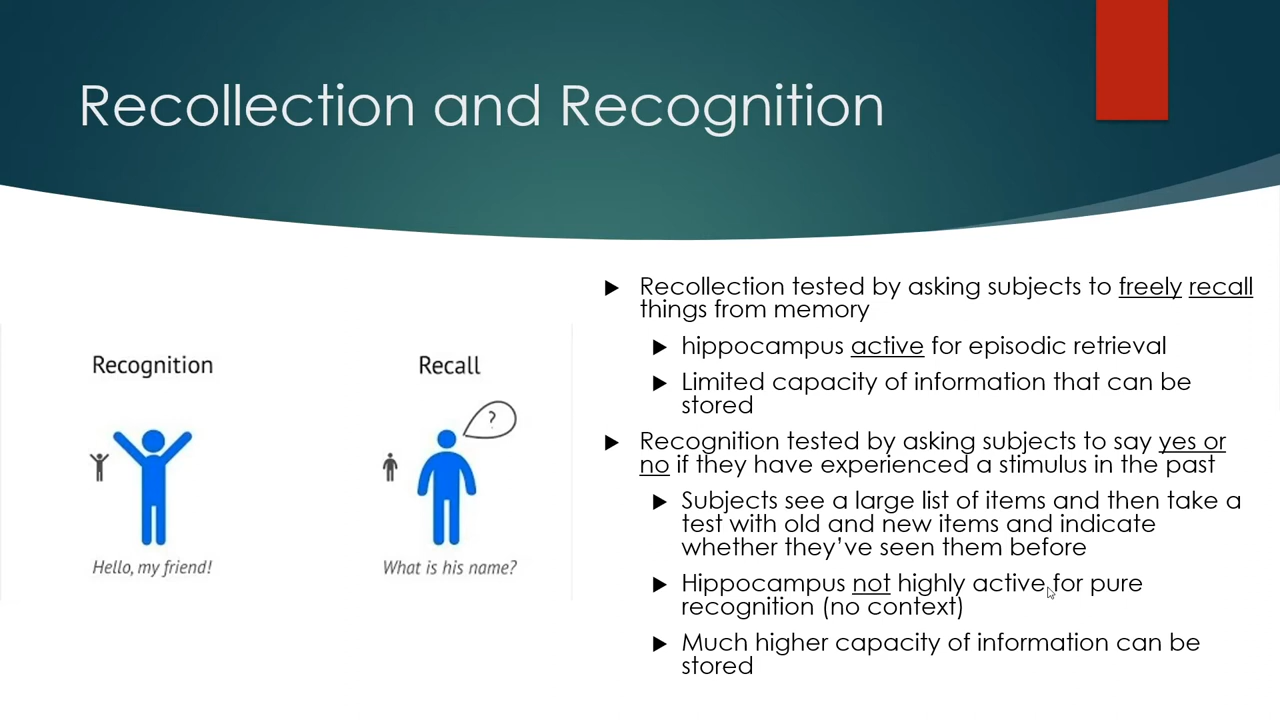 Recollection and Recognition
Recognition
Recall
?
Hello, my friend!
What is his name?
Recollection tested by asking subjects to freely recall
things from memory
hippocampus active for episodic retrieval
Limited capacity of information that can be
stored
Recognition tested by asking subjects to say yes or
no if they have experienced a stimulus in the past
Subjects see a large list of items and then take a
test with old and new items and indicate
whether they've seen them before
Hippocampus not highly active for pure
recognition (no context)
Much higher capacity of information can be
stored